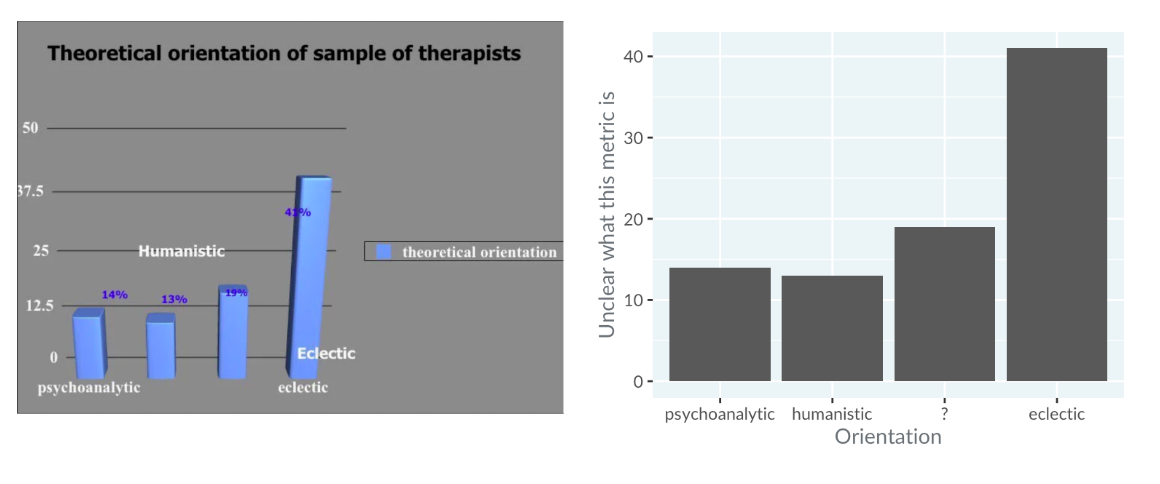 Theoretical orientation of sample of therapists
50
37.5
25
12.5
0
Humanistic
14%
13%
19%
41%
Eclectic
psychoanalytic
eclectic
theoretical orientation
Unclear what this metric is
40
30
20
10
0
psychoanalytic humanistic ? eclectic
Orientation